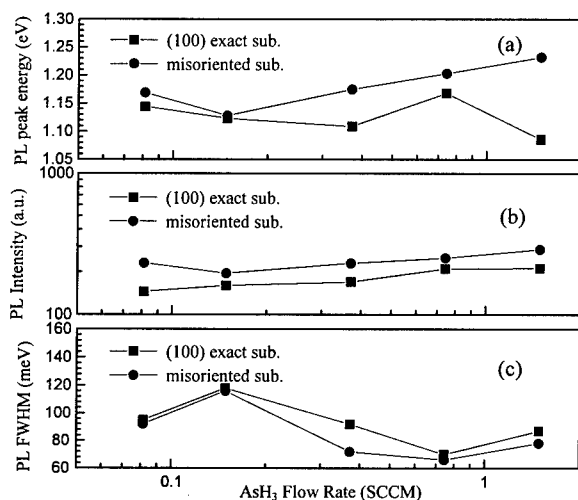 1.30
1.25
1.20
1.15
1.10
1.05
PL peak energy (eV)
(100) exact sub.
misoriented sub.
(a)
1000
100
PL Intensity (a.u.)
(100) exact sub.
misoriented sub.
(b)
160
140
120
100
80
60
PL FWHM (meV)
(100) exact sub.
misoriented sub.
(c)
0.1
1
AsH₃ Flow Rate (SCCM)